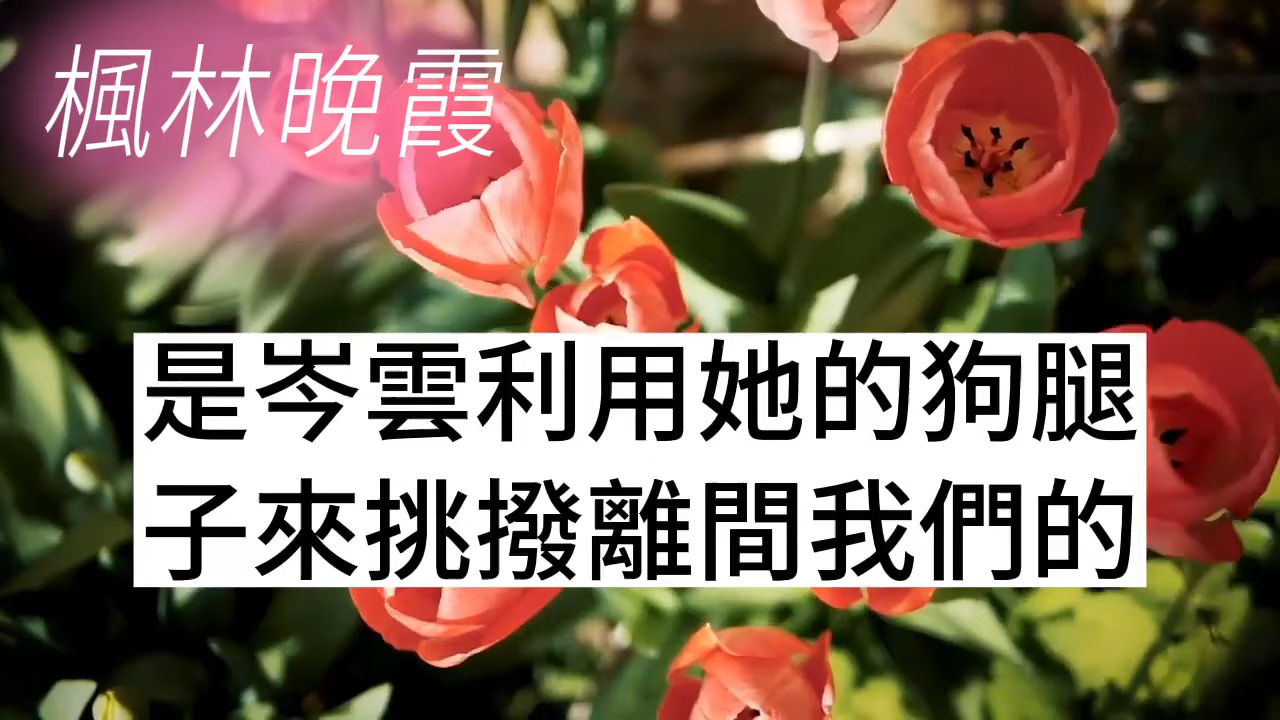 楓林晚霞
是岑雲利用她的狗腿
子來挑撥離間我們的